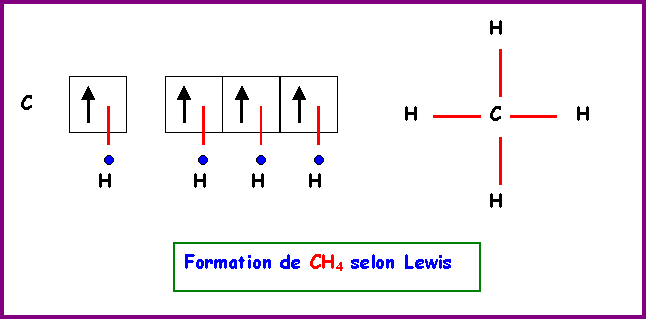 C
H H H H
H
H C H
H
Formation de CH₄ selon Lewis